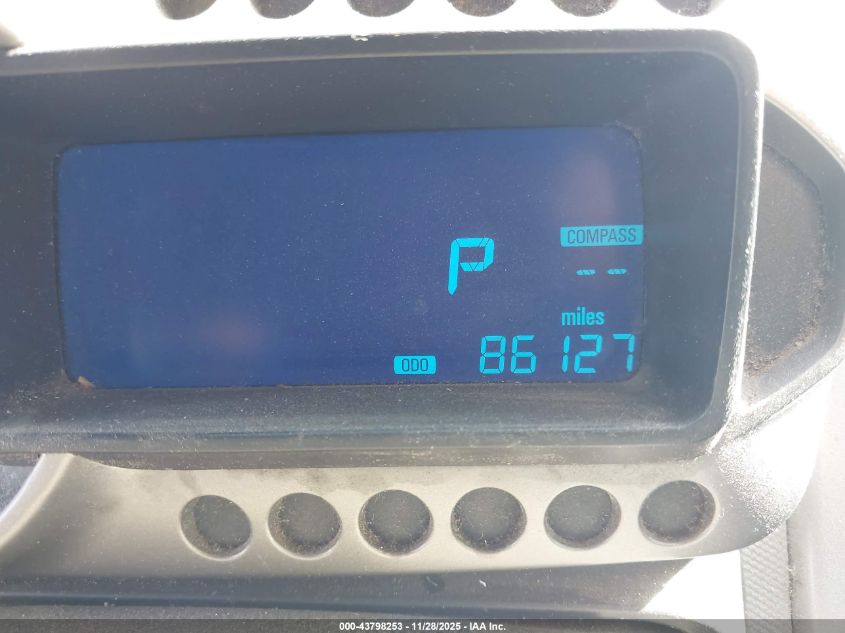 P
COMPASS
--
miles
ODO 86127
000-43798253 - 11/28/2025 - IAA Inc.